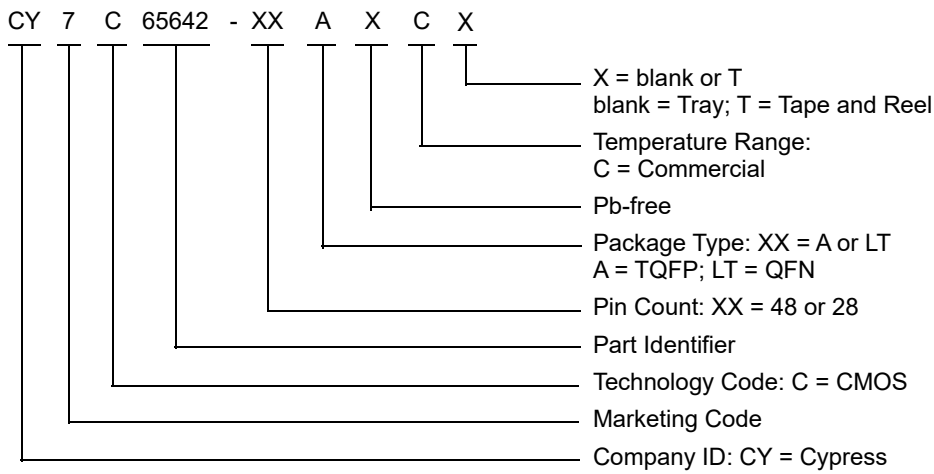 CY 7 C 65642 - XX A X C X
X = blank or T
blank = Tray; T = Tape and Reel
Temperature Range:
C = Commercial
Pb-free
Package Type: XX = A or LT
A = TQFP; LT = QFN
Pin Count: XX = 48 or 28
Part Identifier
Technology Code: C = CMOS
Marketing Code
Company ID: CY = Cypress